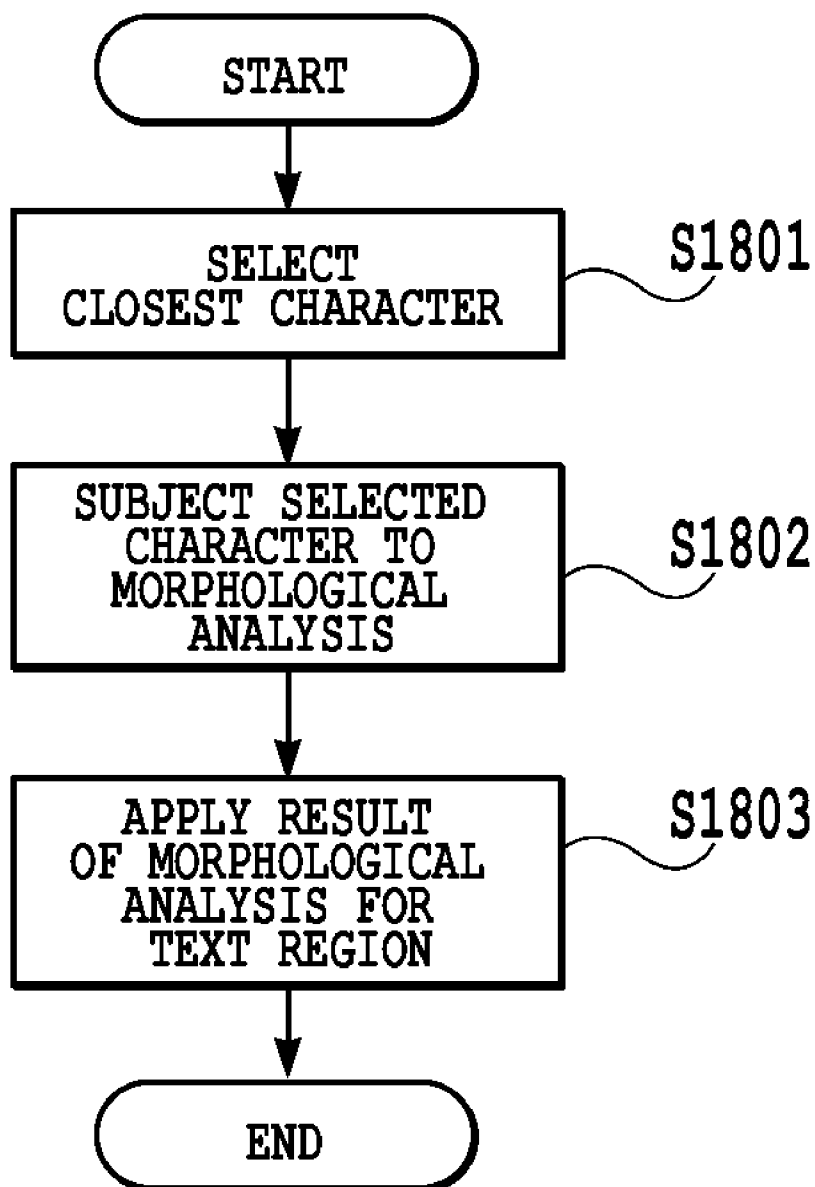 START
SELECT
CLOSEST CHARACTER
S1801
SUBJECT SELECTED
CHARACTER TO
MORPHOLOGICAL
ANALYSIS
S1802
APPLY RESULT
OF MORPHOLOGICAL
ANALYSIS FOR
TEXT REGION
S1803
END